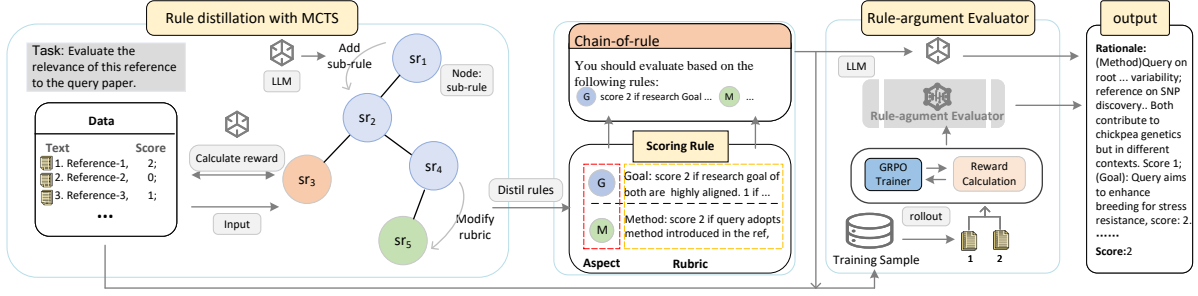 Rule distillation with MCTS
Task: Evaluate the
relevance of this reference
to the query paper.
LLM
Add
sub-rule
sr1
Node:
sub-rule
sr2
Data
Text Score
1. Reference-1, 2;
2. Reference-2, 0;
3. Reference-3, 1;
...
Calculate reward
Input
sr3
sr4
sr5
Modify
rubric
Distil rules
Chain-of-rule
You should evaluate based on the
following rules:
G score 2 if research Goal ... M ...
Scoring Rule
G Goal: score 2 if research goal of
both are highly aligned. 1 if ...
M Method: score 2 if query adopts
method introduced in the ref,
Aspect Rubric
Rule-argument Evaluator
LLM
Rule-agument Evaluator
GRPO
Trainer
Reward
Calculation
rollout
Training Sample
1 2
output
Rationale:
(Method)Query on
root ... variability;
reference on SNP
discovery.. Both
contribute to
chickpea genetics
but in different
contexts. Score 1;
(Goal): Query aims to
enhance
breeding for stress
resistance, score: 2.
......
Score:2